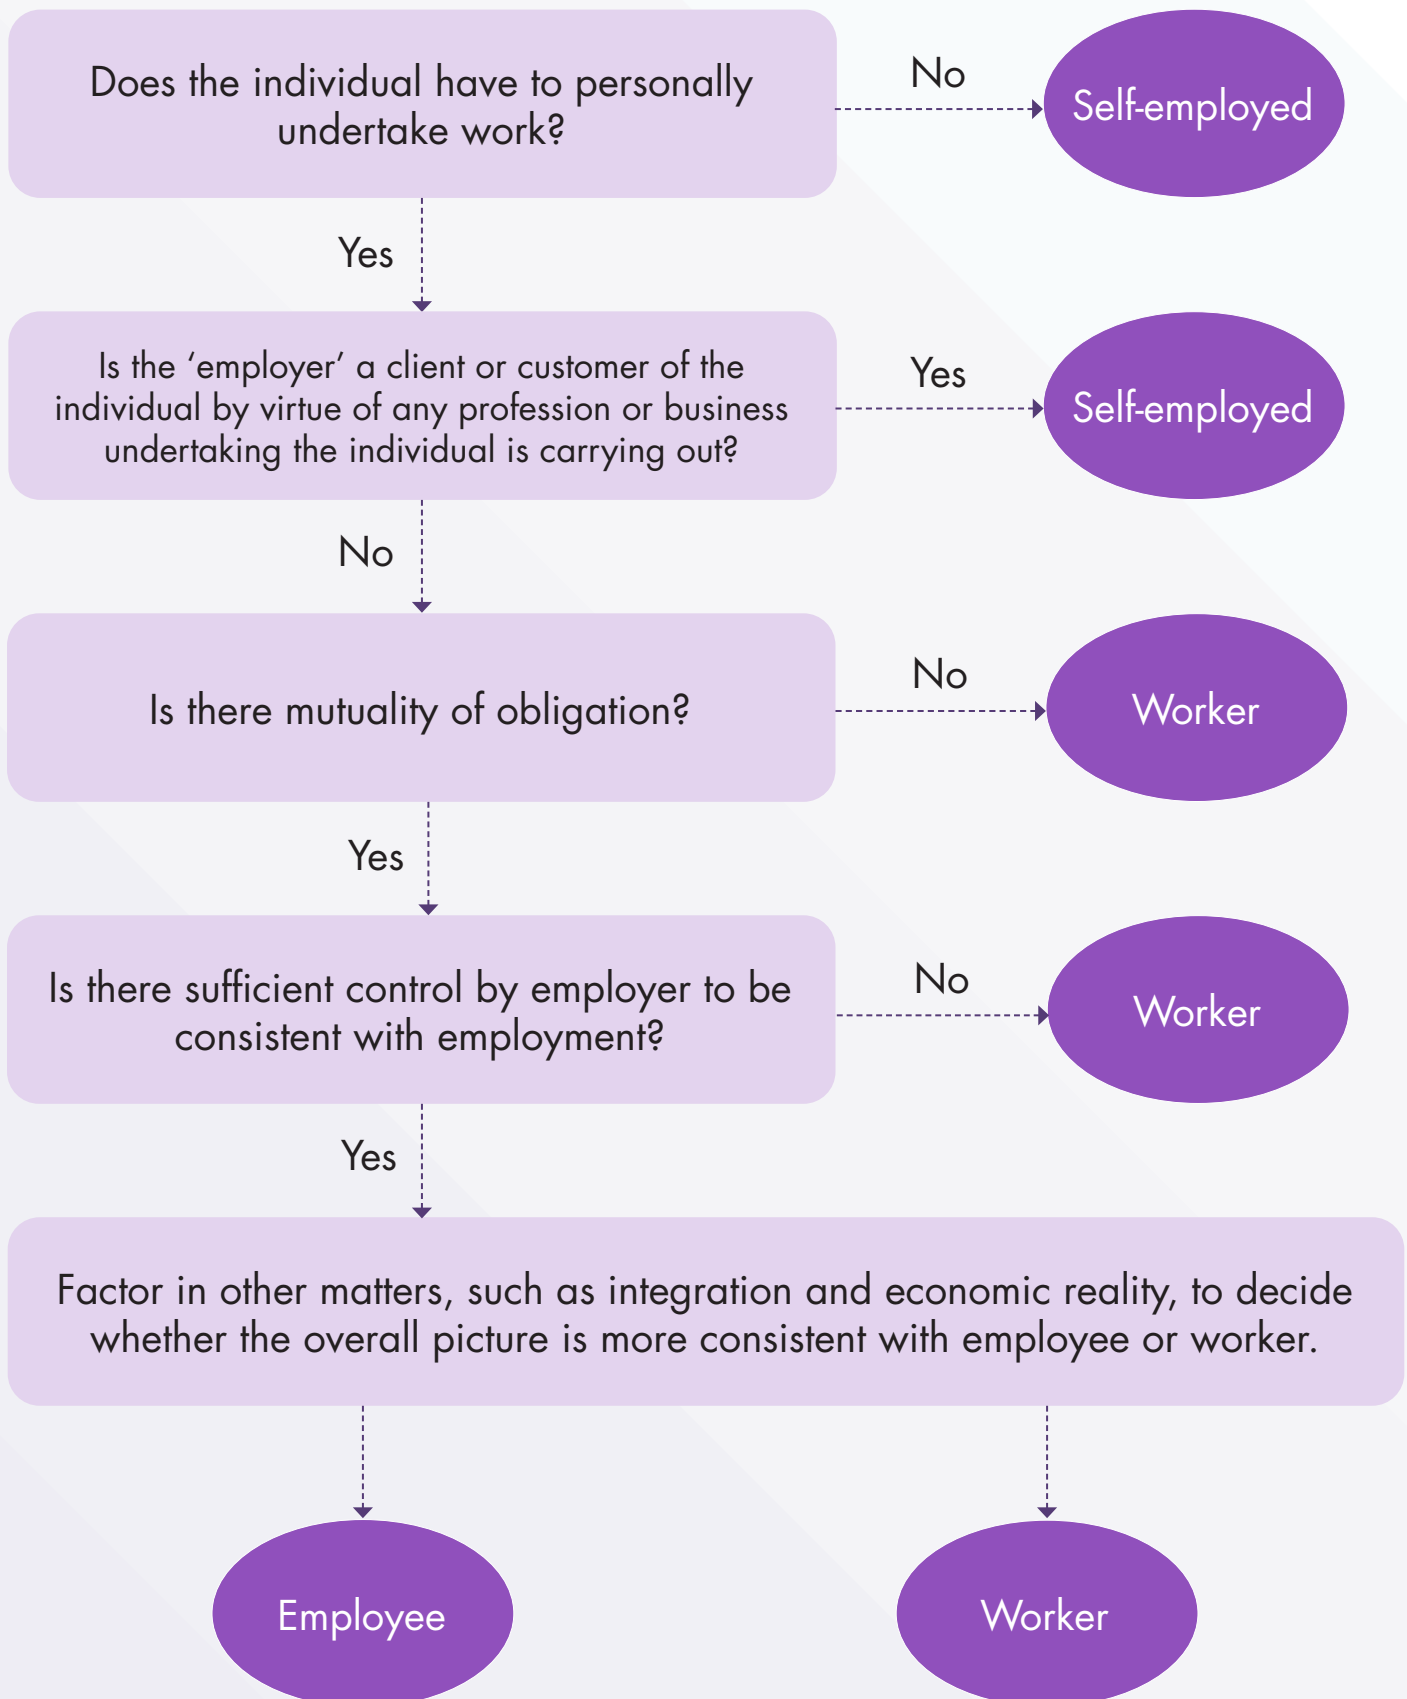 Does the individual have to personally
undertake work?
No
Self-employed
Yes
Is the ‘employer’ a client or customer of the
individual by virtue of any profession or business
undertaking the individual is carrying out?
Yes
Self-employed
No
Is there mutuality of obligation?
No
Worker
Yes
Is there sufficient control by employer to be
consistent with employment?
No
Worker
Yes
Factor in other matters, such as integration and economic reality, to decide
whether the overall picture is more consistent with employee or worker.
Employee
Worker